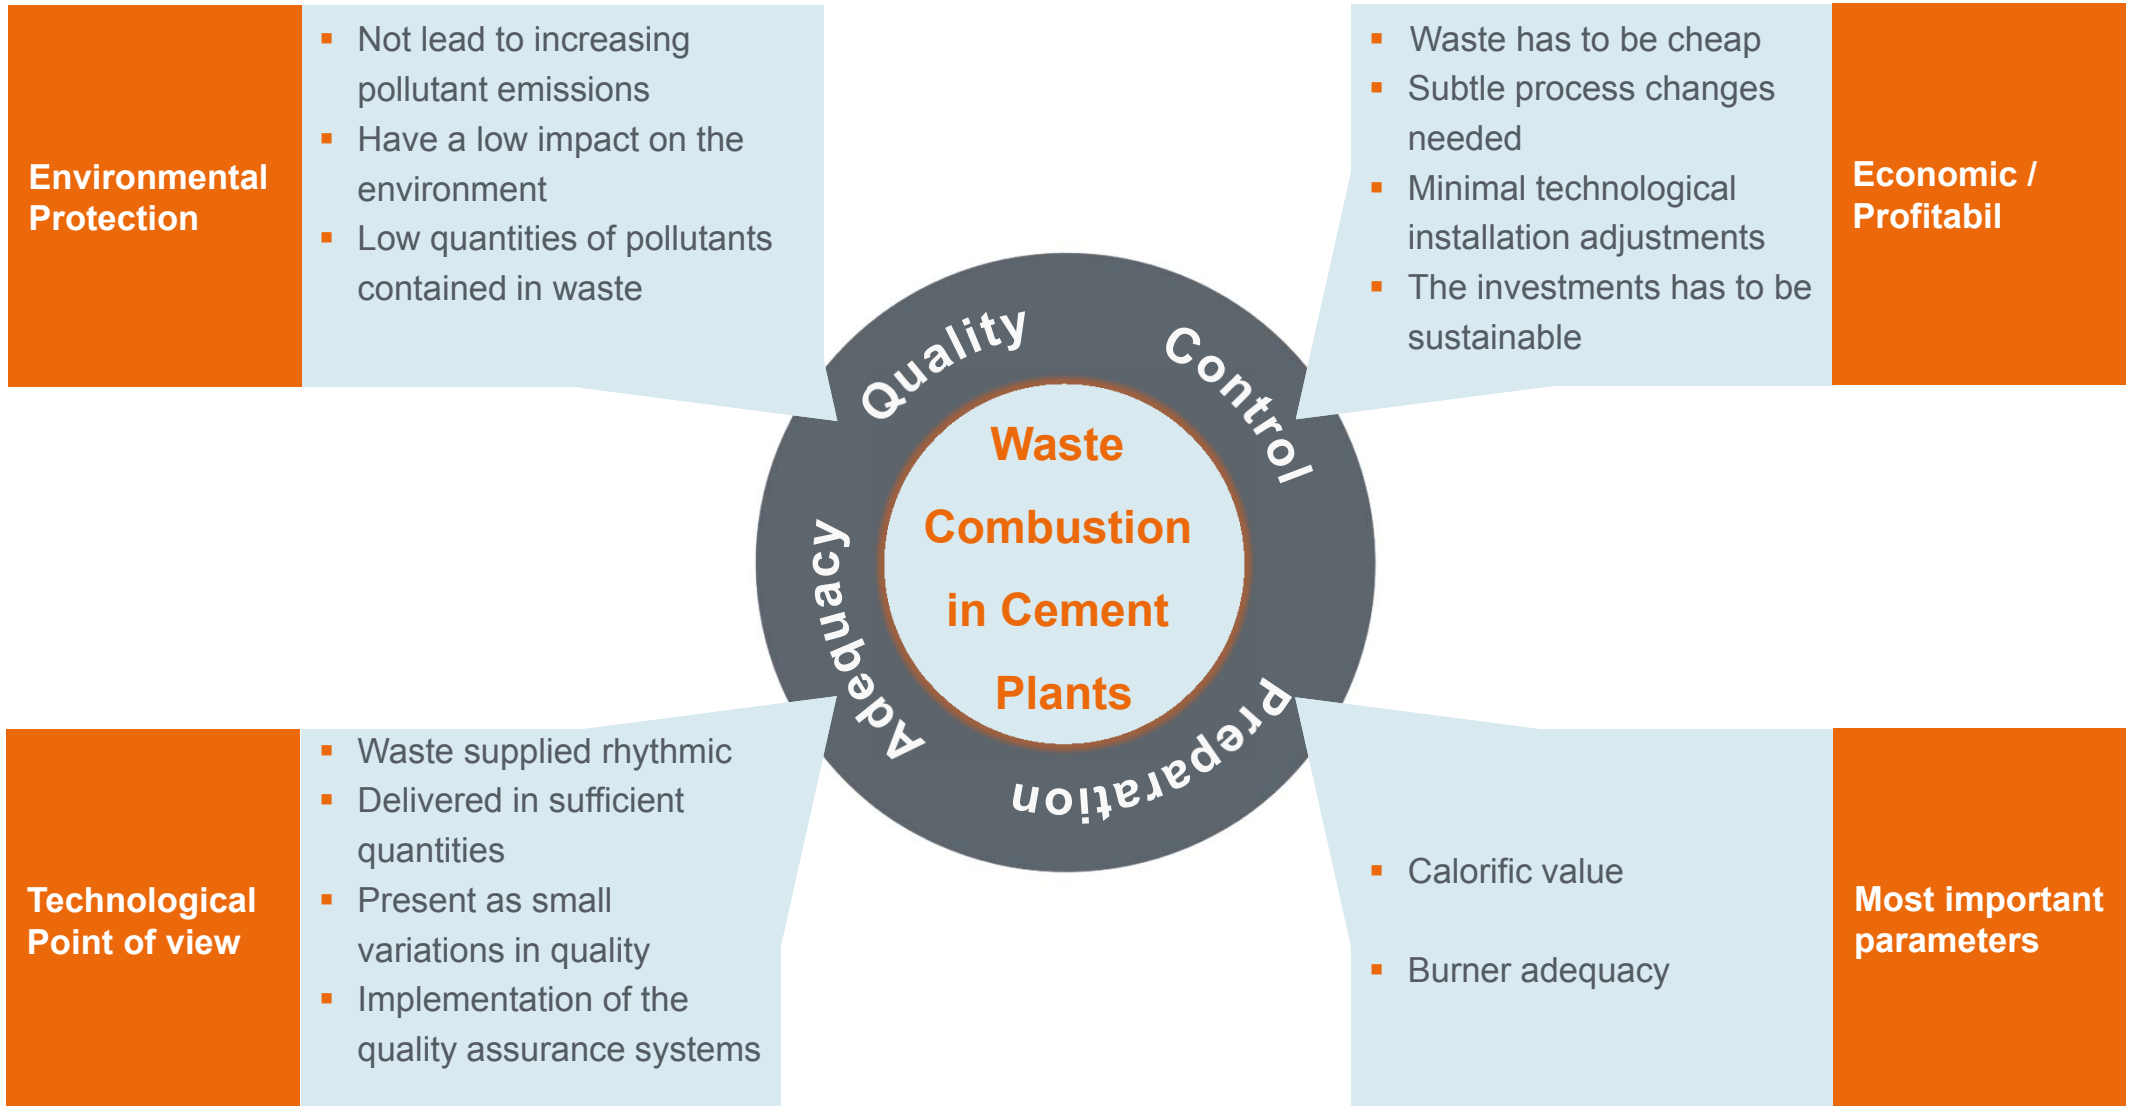 Environmental
Protection
▪ Not lead to increasing
pollutant emissions
▪ Have a low impact on the
environment
▪ Low quantities of pollutants
contained in waste
▪ Waste has to be cheap
▪ Subtle process changes
needed
▪ Minimal technological
installation adjustments
▪ The investments has to be
sustainable
Economic /
Profitabil
Quality
Control
Adequacy
Preparation
Waste
Combustion
in Cement
Plants
Technological
Point of view
▪ Waste supplied rhythmic
▪ Delivered in sufficient
quantities
▪ Present as small
variations in quality
▪ Implementation of the
quality assurance systems
▪ Calorific value
▪ Burner adequacy
Most important
parameters